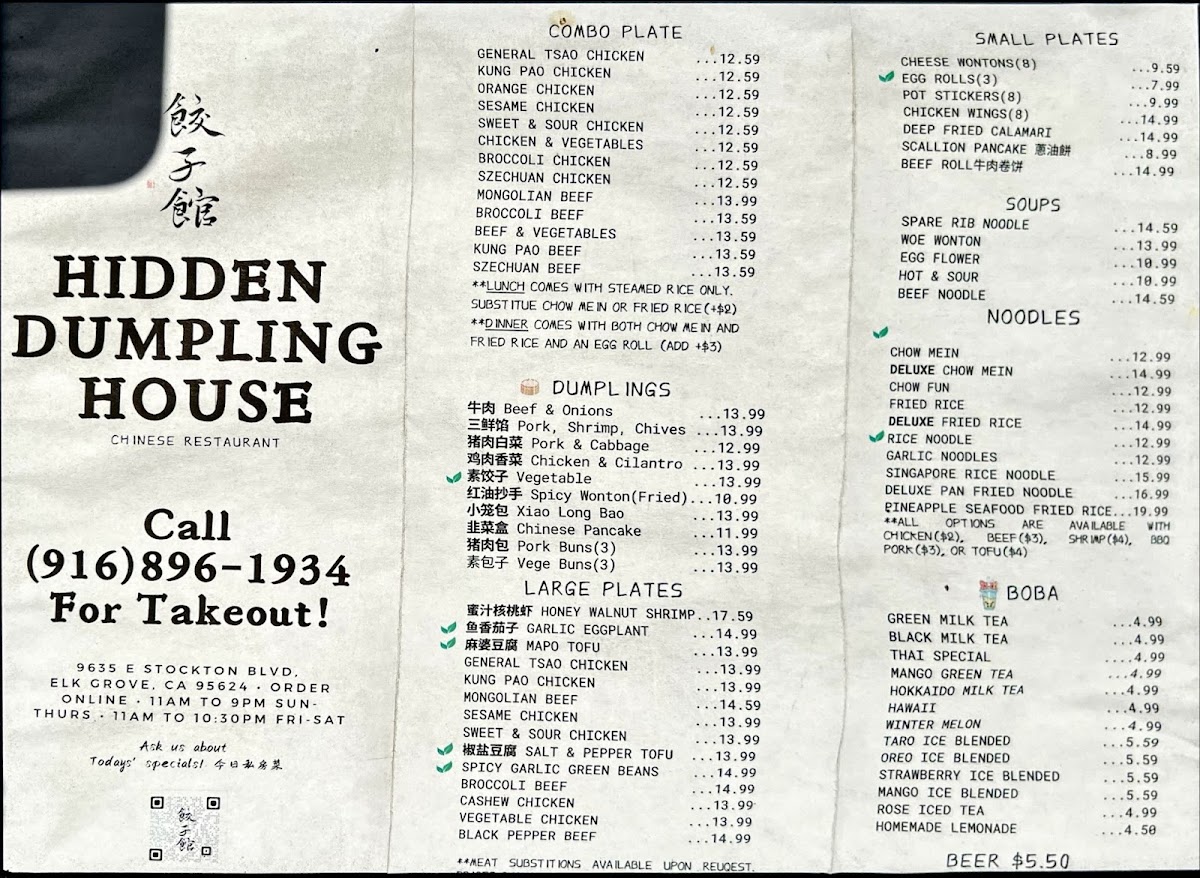 餃
子
館
HIDDEN
DUMPLING
HOUSE
CHINESE RESTAURANT
Call
(916)896-1934
For Takeout!
9635 E STOCKTON BLVD,
ELK GROVE, CA 95624 · ORDER
ONLINE · 11AM TO 9PM SUN-
THURS · 11AM TO 10:30PM FRI-SAT
Ask us about
Todays' specials! 今日私房菜
餃
子
館
COMBO PLATE
GENERAL TSAO CHICKEN ...12.59
KUNG PAO CHICKEN ...12.59
ORANGE CHICKEN ...12.59
SESAME CHICKEN ...12.59
SWEET & SOUR CHICKEN ...12.59
CHICKEN & VEGETABLES ...12.59
BROCCOLI CHICKEN ...12.59
SZECHUAN CHICKEN ...12.59
MONGOLIAN BEEF ...13.99
BROCCOLI BEEF ...13.59
BEEF & VEGETABLES ...13.59
KUNG PAO BEEF ...13.59
SZECHUAN BEEF ...13.59
**LUNCH COMES WITH STEAMED RICE ONLY.
SUBSTITUE CHOW MEIN OR FRIED RICE(+$2)
**DINNER COMES WITH BOTH CHOW MEIN AND
FRIED RICE AND AN EGG ROLL (ADD +$3)
DUMPLINGS
牛肉 Beef & Onions ...13.99
三鲜馅 Pork, Shrimp, Chives ...13.99
猪肉白菜 Pork & Cabbage ...12.99
鸡肉香菜 Chicken & Cilantro ...13.99
素饺子 Vegetable ...13.99
红油抄手 Spicy Wonton(Fried)...10.99
小笼包 Xiao Long Bao ...13.99
韭菜盒 Chinese Pancake ...11.99
猪肉包 Pork Buns(3) ...13.99
素包子 Vege Buns(3) ...13.99
LARGE PLATES
蜜汁核桃虾 HONEY WALNUT SHRIMP..17.59
鱼香茄子 GARLIC EGGPLANT ...14.99
麻婆豆腐 MAPO TOFU ...13.99
GENERAL TSAO CHICKEN ...13.99
KUNG PAO CHICKEN ...13.99
MONGOLIAN BEEF ...14.59
SESAME CHICKEN ...13.99
SWEET & SOUR CHICKEN ...13.99
椒盐豆腐 SALT & PEPPER TOFU ...13.99
SPICY GARLIC GREEN BEANS ...14.99
BROCCOLI BEEF ...14.99
CASHEW CHICKEN ...13.99
VEGETABLE CHICKEN ...13.99
BLACK PEPPER BEEF ...14.99
**MEAT SUBSTITIONS AVAILABLE UPON REUQEST.
SMALL PLATES
CHEESE WONTONS(8) ...9.59
EGG ROLLS(3) ...7.99
POT STICKERS(8) ...9.99
CHICKEN WINGS(8) ...14.99
DEEP FRIED CALAMARI ...14.99
SCALLION PANCAKE 蔥油餅 ...8.99
BEEF ROLL牛肉卷饼 ...14.99
SOUPS
SPARE RIB NOODLE ...14.59
WOE WONTON ...13.99
EGG FLOWER ...10.99
HOT & SOUR ...10.99
BEEF NOODLE ...14.59
NOODLES
CHOW MEIN ...12.99
DELUXE CHOW MEIN ...14.99
CHOW FUN ...12.99
FRIED RICE ...12.99
DELUXE FRIED RICE ...14.99
RICE NOODLE ...12.99
GARLIC NOODLES ...12.99
SINGAPORE RICE NOODLE ...15.99
DELUXE PAN FRIED NOODLE ...16.99
PINEAPPLE SEAFOOD FRIED RICE...19.99
**ALL OPTIONS ARE AVAILABLE WITH
CHICKEN($2), BEEF($3), SHRIMP($4), BBQ
PORK($3), OR TOFU($4)
BOBA
GREEN MILK TEA ...4.99
BLACK MILK TEA ...4.99
THAI SPECIAL ....4.99
MANGO GREEN TEA ...4.99
HOKKAIDO MILK TEA ...4.99
HAWAII ...4.99
WINTER MELON ...4.99
TARO ICE BLENDED ...5.59
OREO ICE BLENDED ...5.59
STRAWBERRY ICE BLENDED ...5.59
MANGO ICE BLENDED ...5.59
ROSE ICED TEA ...4.99
HOMEMADE LEMONADE ...4.50
BEER $5.50